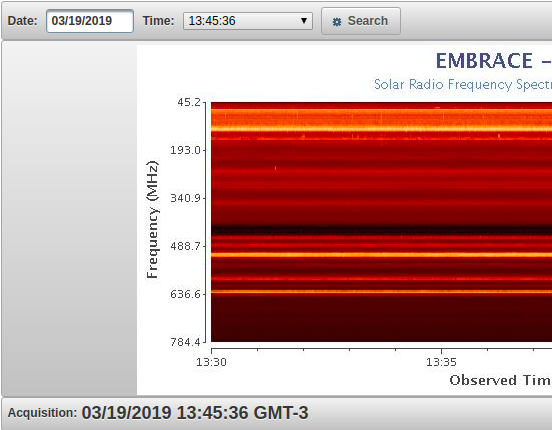 Date: 03/19/2019 Time: 13:45:36 Search
EMBRACE -
Solar Radio Frequency
45.2
193.0
340.9
488.7
636.6
784.4
Frequency (MHz)
13:30 13:35
Observed
Acquisition: 03/19/2019 13:45:36 GMT-3